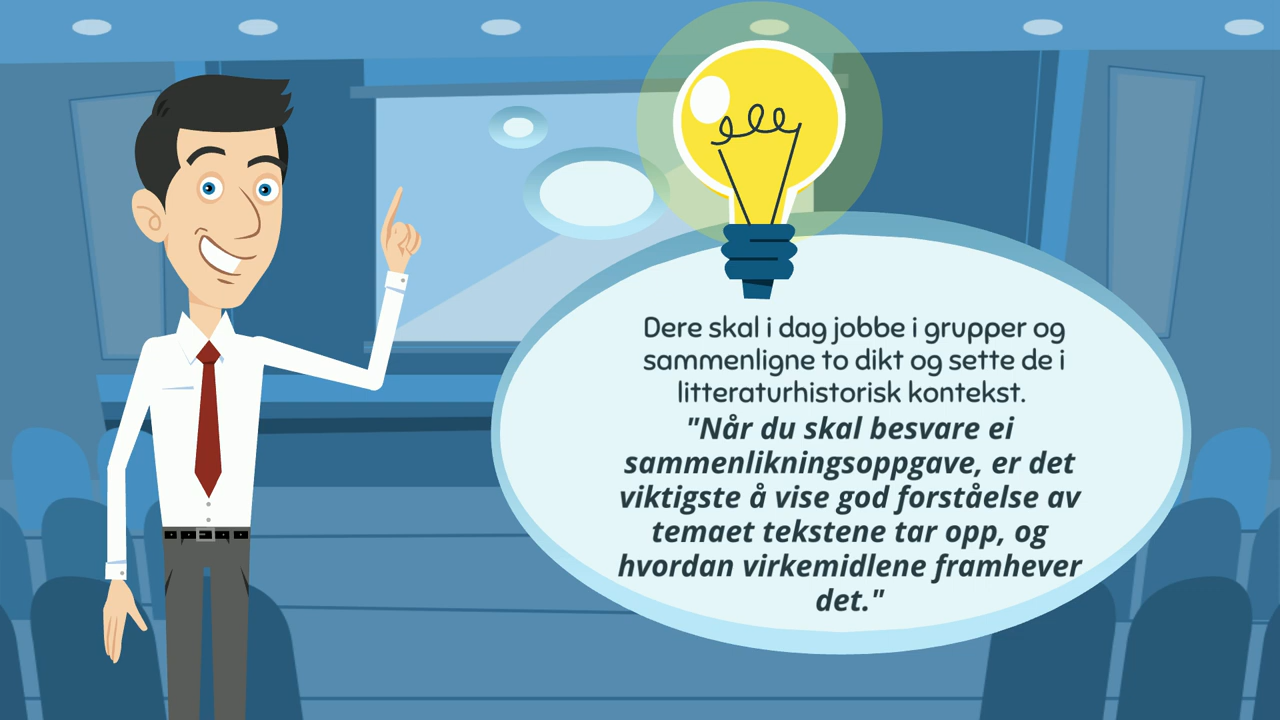 Dere skal i dag jobbe i grupper og
sammenligne to dikt og sette de i
litteraturhistorisk kontekst.
"Når du skal besvare ei
sammenlikningsoppgave, er det
viktigste å vise god forståelse av
temaet tekstene tar opp, og
hvordan virkemidlene framhever
det."